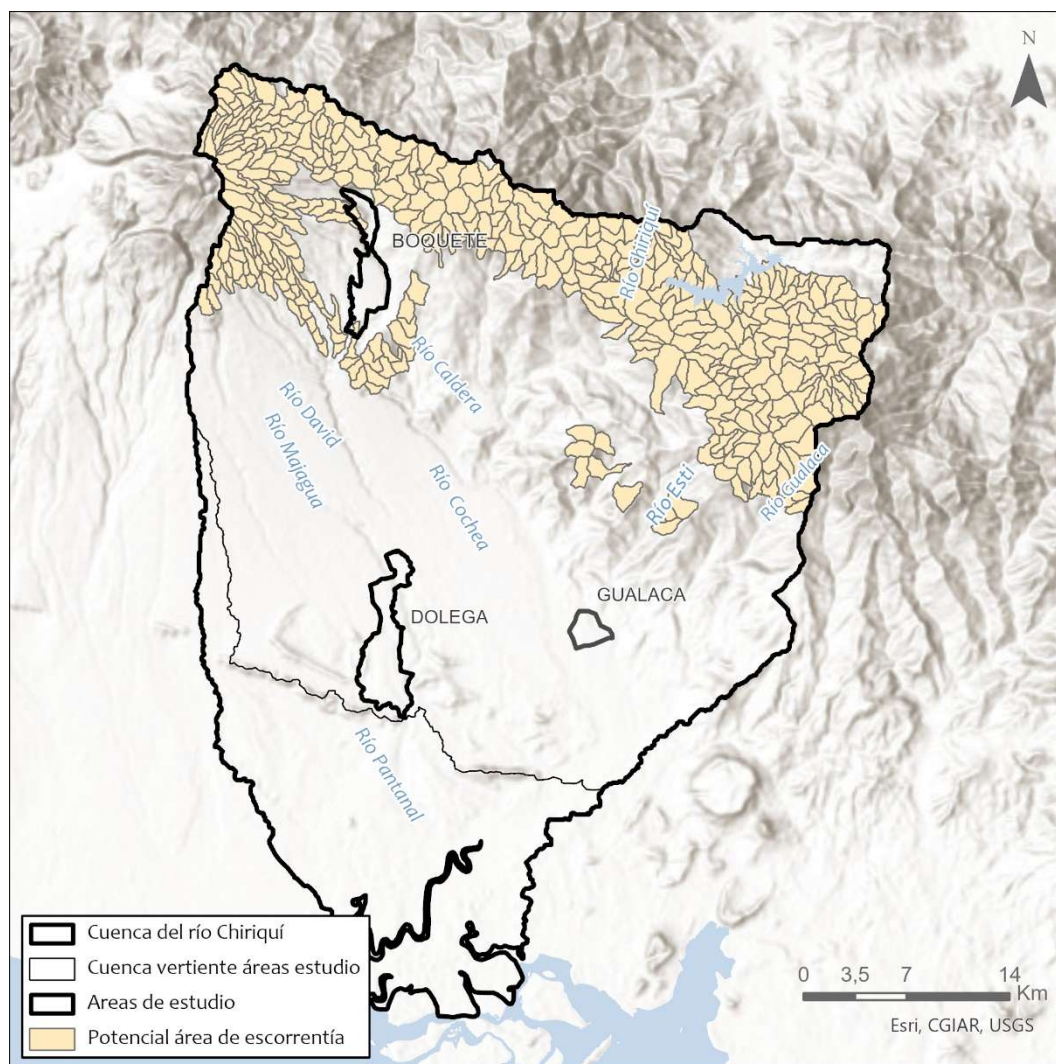 N
Río Chiriquí
BOQUETE
Río Caldera
Río David
Río Majagua
Río Cochea
Río Esti
Río Gualaca
GUALACA
DOLEGA
Río Pantanal
Cuenca del río Chiriquí
Cuenca vertiente áreas estudio
Areas de estudio
Potencial área de escorrentía
0 3,5 7 14
Km
Esri, CGIAR, USGS